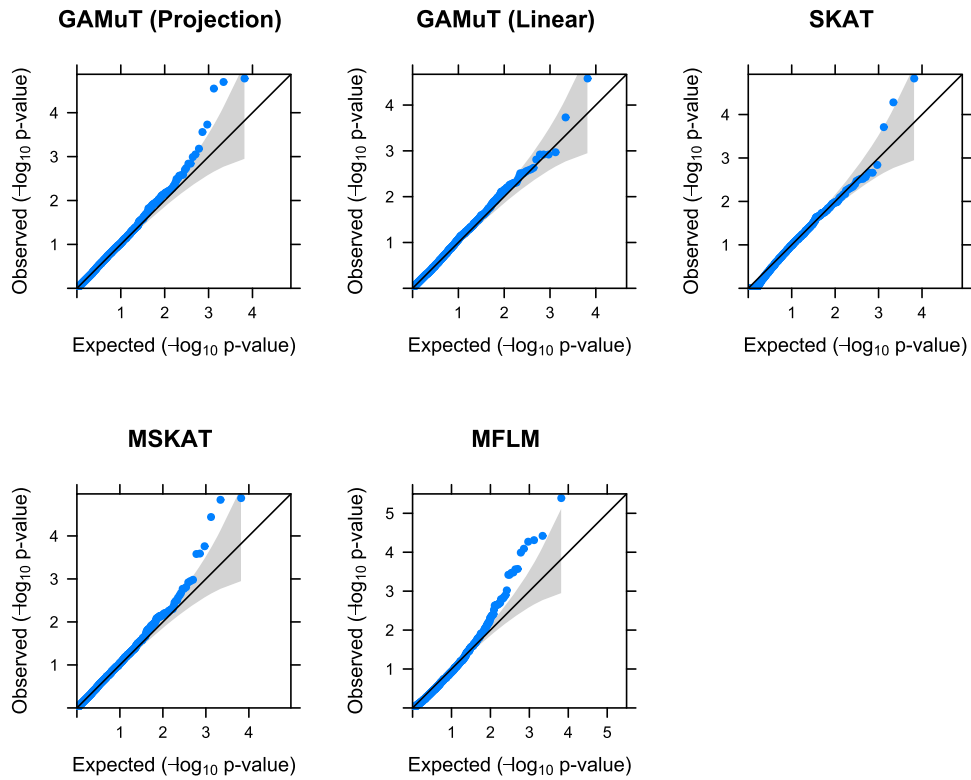 GAMuT (Projection)
GAMuT (Linear)
SKAT
Observed (−log10 p-value)
4
3
2
1
1 2 3 4
Expected (−log10 p-value)
Observed (−log10 p-value)
4
3
2
1
1 2 3 4
Expected (−log10 p-value)
Observed (−log10 p-value)
4
3
2
1
1 2 3 4
Expected (−log10 p-value)
MSKAT
MFLM
Observed (−log10 p-value)
4
3
2
1
1 2 3 4
Expected (−log10 p-value)
Observed (−log10 p-value)
5
4
3
2
1
1 2 3 4 5
Expected (−log10 p-value)